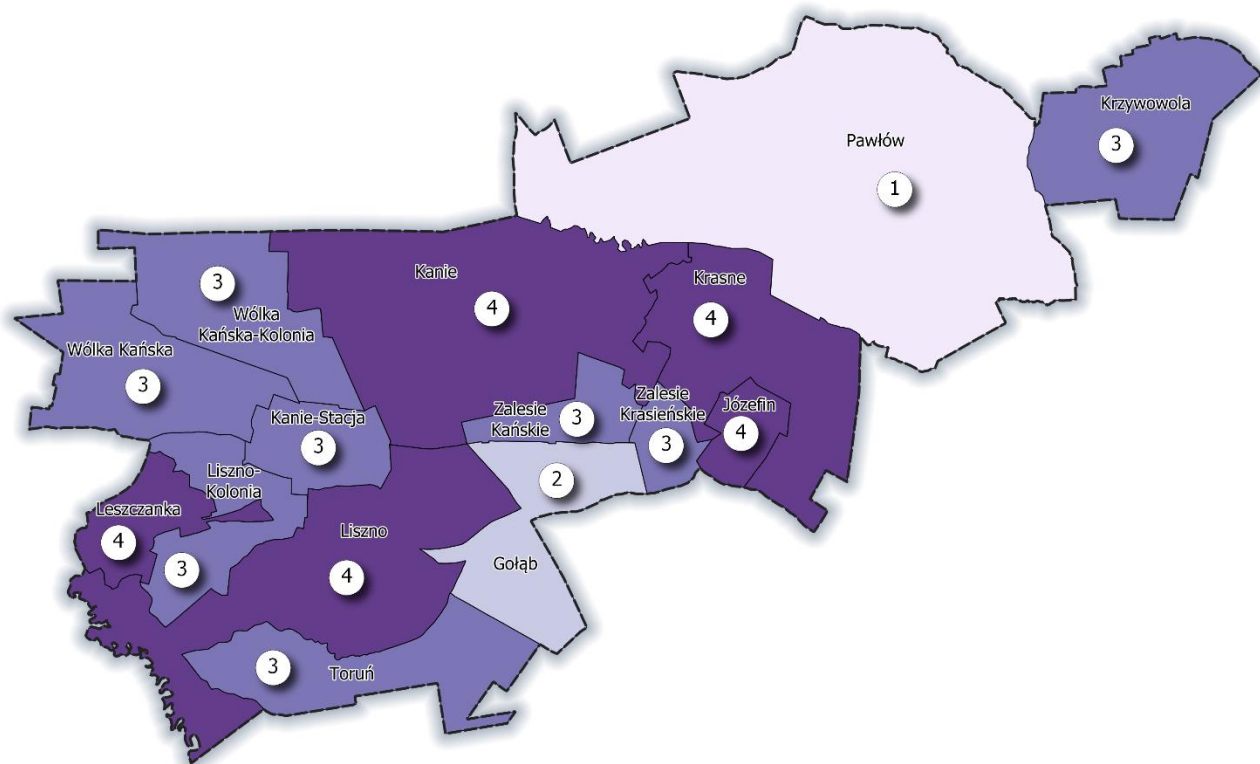 Krzywowola
3
Pawłów
1
Kanie
4
Krasne
4
3
Wólka
Kańska-Kolonia
Wólka Kańska
3
Zalesie
Kańskie
3
Zalesie
Krasieńskie
3
Józefin
4
Kanie-Stacja
3
Liszno-
Kolonia
3
2
Gołąb
Leszczanka
4
Liszno
4
3
Toruń